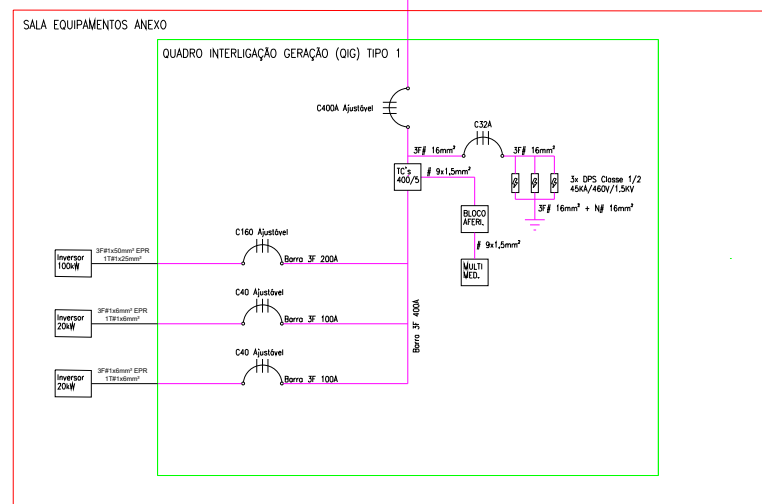 SALA EQUIPAMENTOS ANEXO
QUADRO INTERLIGAÇÃO GERAÇÃO (QIG) TIPO 1
C400A Ajustável
C32A
3F# 16mm²
3F# 16mm²
TC's
400/5
# 9x1,5mm²
3x DPS Classe 1/2
45KA/460V/1.5KV
3F# 16mm² + N# 16mm²
BLOCO
AFERI.
# 9x1,5mm²
MULTI
MED.
C160 Ajustável
Inversor
100kW
3F#1x50mm² EPR
1T#1x25mm²
Barra 3F 200A
C40 Ajustável
Inversor
20kW
3F#1x6mm² EPR
1T#1x6mm²
Barra 3F 100A
Barra 3F 400A
C40 Ajustável
Inversor
20kW
3F#1x6mm² EPR
1T#1x6mm²
Barra 3F 100A